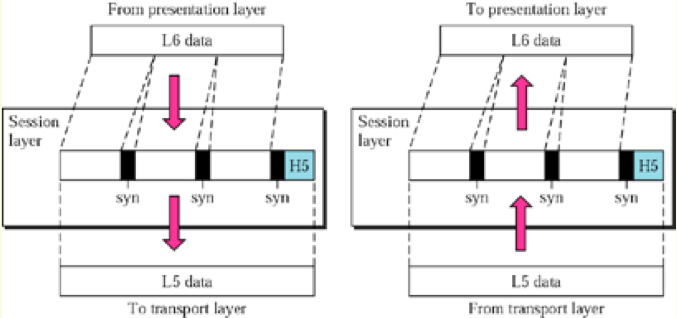 From presentation layer
L6 data
Session
layer
H5
syn syn syn
L5 data
To transport layer
To presentation layer
L6 data
Session
layer
H5
syn syn syn
L5 data
From transport layer